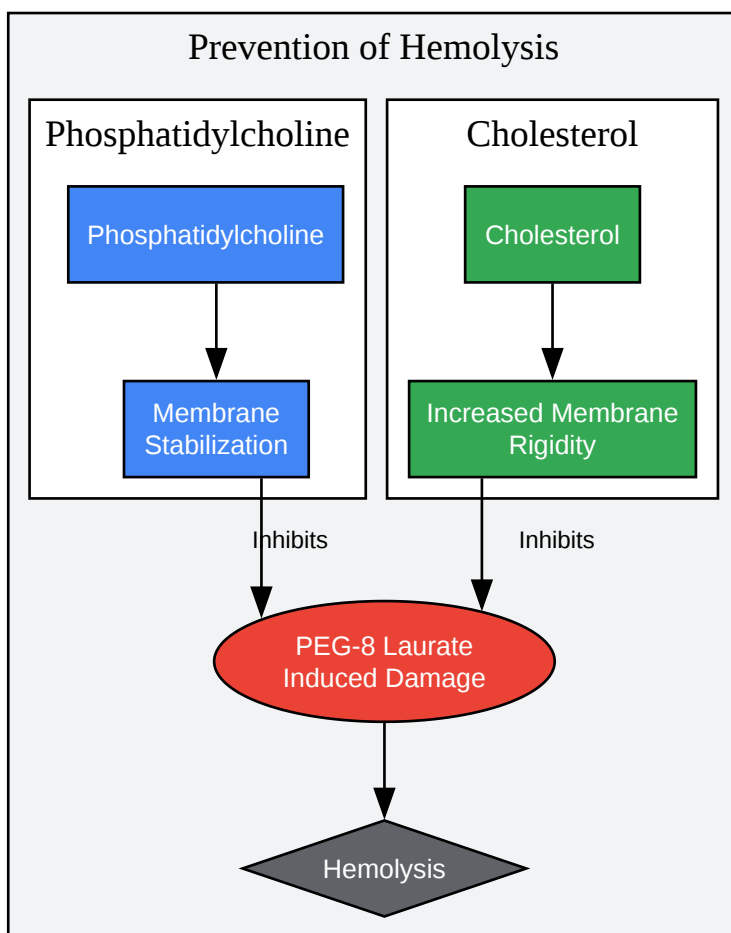 Prevention of Hemolysis
Phosphatidylcholine
Cholesterol
Phosphatidylcholine
Cholesterol
Membrane
Stabilization
Increased Membrane
Rigidity
Inhibits
Inhibits
PEG-8 Laurate
Induced Damage
Hemolysis